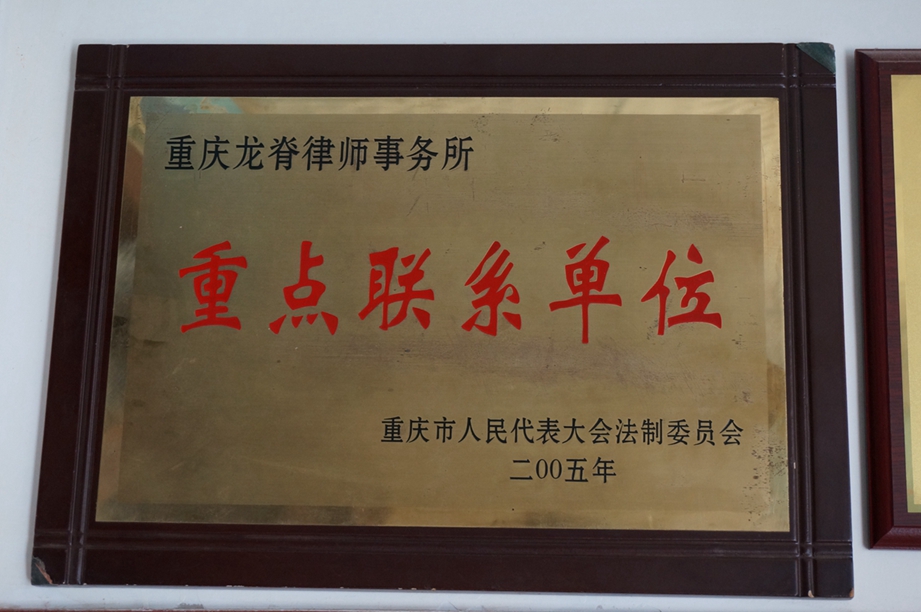 重庆龙脊律师事务所
重点联系单位
重庆市人民代表大会法制委员会
二00五年